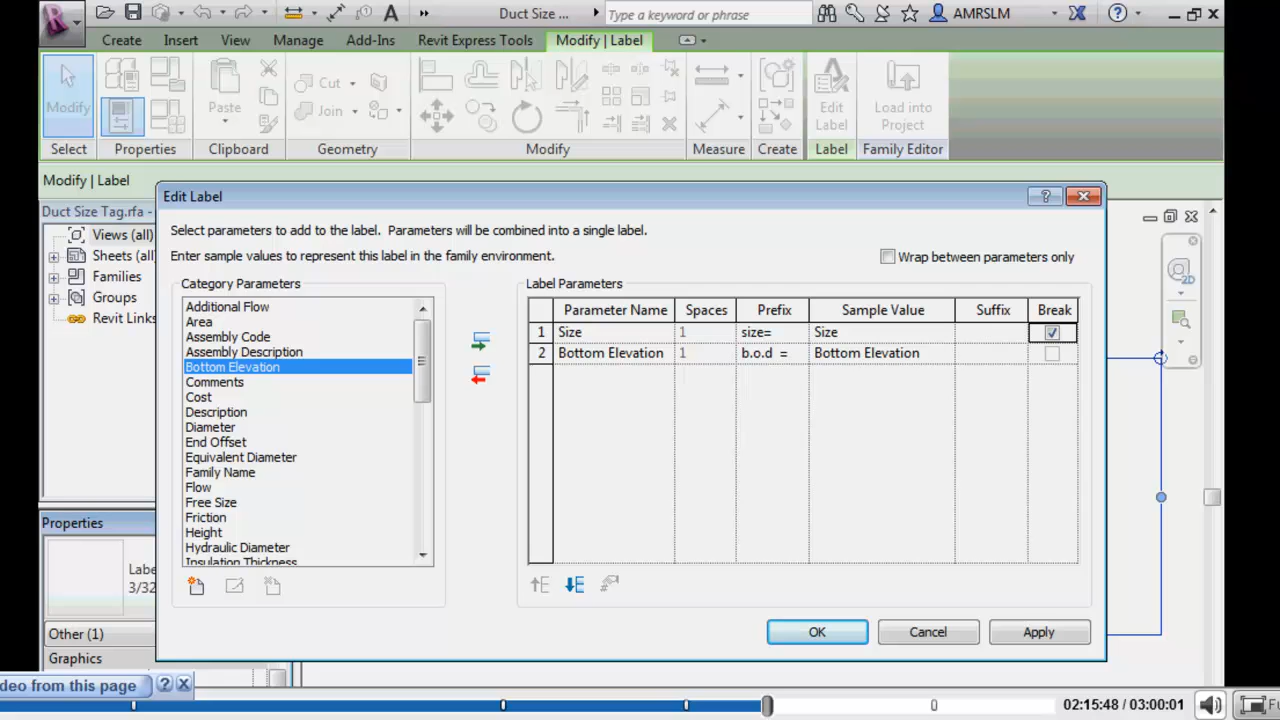 Duct Size ...
Type a keyword or phrase
AMRSLM
Create
Insert
View
Manage
Add-Ins
Revit Express Tools
Modify | Label
Modify
Paste
Cut
Join
Edit
Label
Load into
Project
Select
Properties
Clipboard
Geometry
Modify
Measure
Create
Label
Family Editor
Modify | Label
Edit Label
Duct Size Tag.rfa -
Views (all)
Sheets (all
Families
Groups
Revit Links
Select parameters to add to the label. Parameters will be combined into a single label.
Enter sample values to represent this label in the family environment.
Wrap between parameters only
Category Parameters
Additional Flow
Area
Assembly Code
Assembly Description
Bottom Elevation
Comments
Cost
Description
Diameter
End Offset
Equivalent Diameter
Family Name
Flow
Free Size
Friction
Height
Hydraulic Diameter
Insulation Thickness
Label Parameters
Parameter Name Spaces Prefix Sample Value Suffix Break
1 Size 1 size= Size
2 Bottom Elevation 1 b.o.d = Bottom Elevation
2D
OK
Cancel
Apply
Properties
Labe
3/32
Other (1)
Graphics
deo from this page
02:15:48 / 03:00:01
Fu